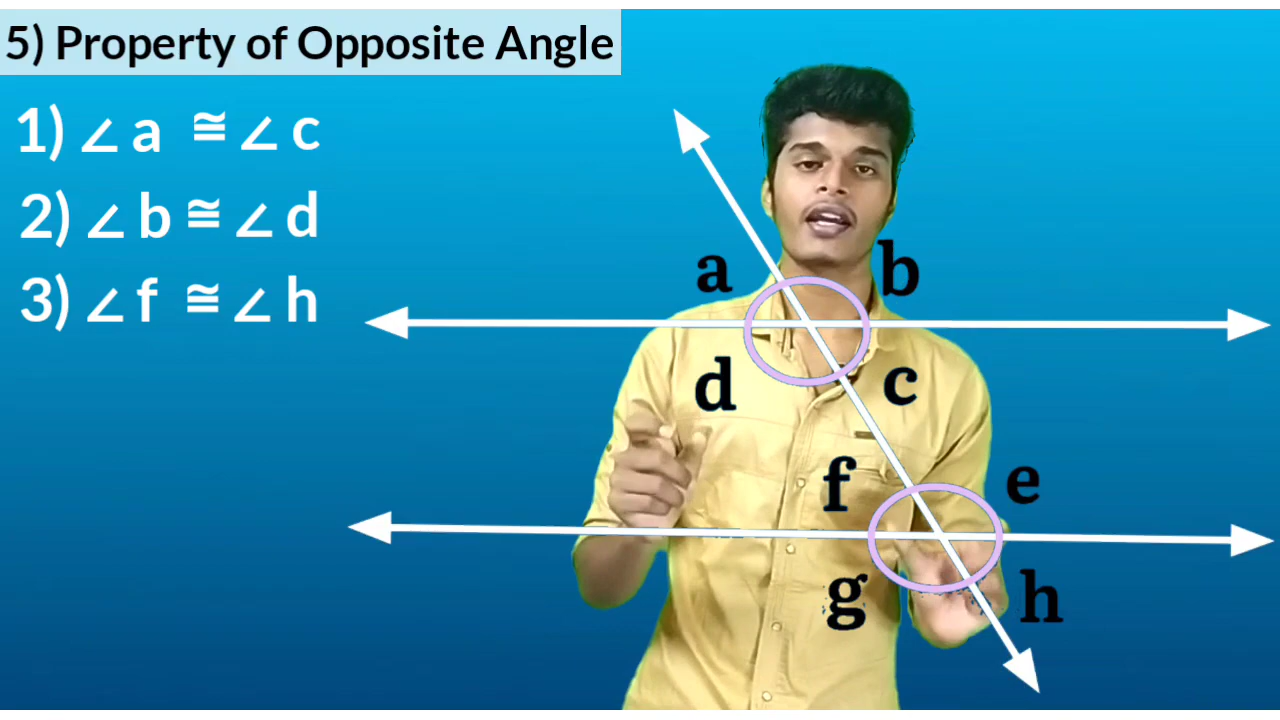 5) Property of Opposite Angle
1) ∠ a ≅ ∠ c
2) ∠ b ≅ ∠ d
3) ∠ f ≅ ∠ h
a b
d c
f e
g h